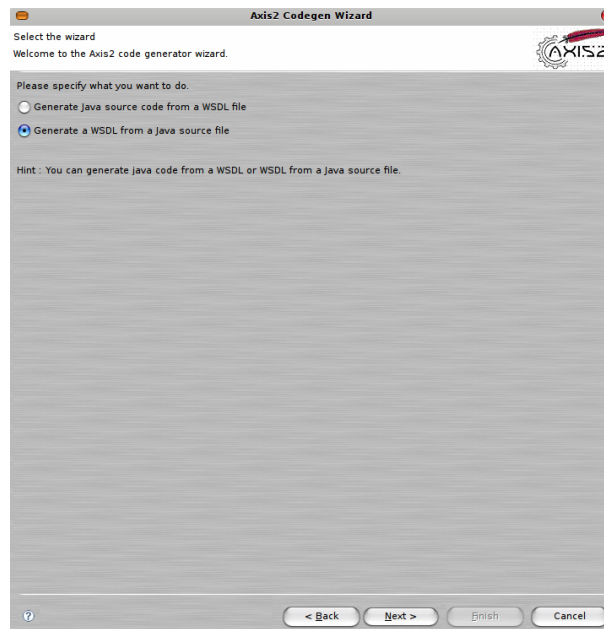 Axis2 Codegen Wizard
Select the wizard
Welcome to the Axis2 code generator wizard.
AXIS2
Please specify what you want to do.
Generate Java source code from a WSDL file
Generate a WSDL from a Java source file
Hint : You can generate java code from a WSDL or WSDL from a Java source file.
?
< Back
Next >
Finish
Cancel